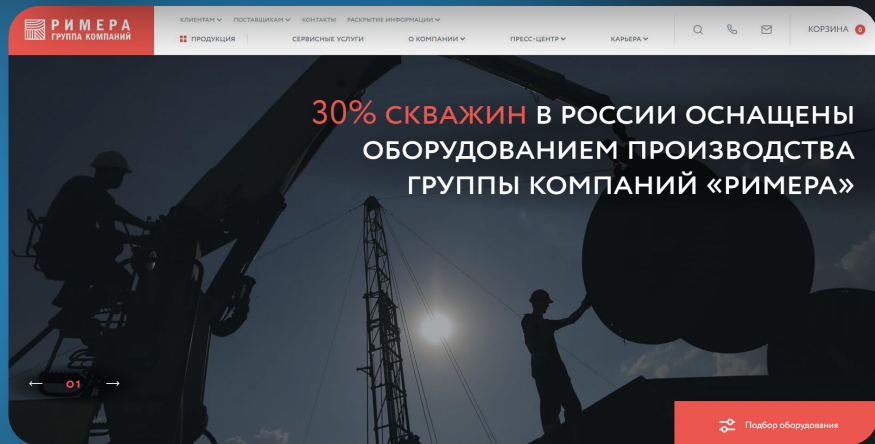 РИМЕРА
ГРУППА КОМПАНИЙ
КЛИЕНТАМ ПОСТАВЩИКАМ КОНТАКТЫ РАСКРЫТИЕ ИНФОРМАЦИИ
ПРОДУКЦИЯ СЕРВИСНЫЕ УСЛУГИ О КОМПАНИИ ПРЕСС-ЦЕНТР КАРЬЕРА
КОРЗИНА 0
30% СКВАЖИН В РОССИИ ОСНАЩЕНЫ
ОБОРУДОВАНИЕМ ПРОИЗВОДСТВА
ГРУППЫ КОМПАНИЙ «РИМЕРА»
01
Подбор оборудования